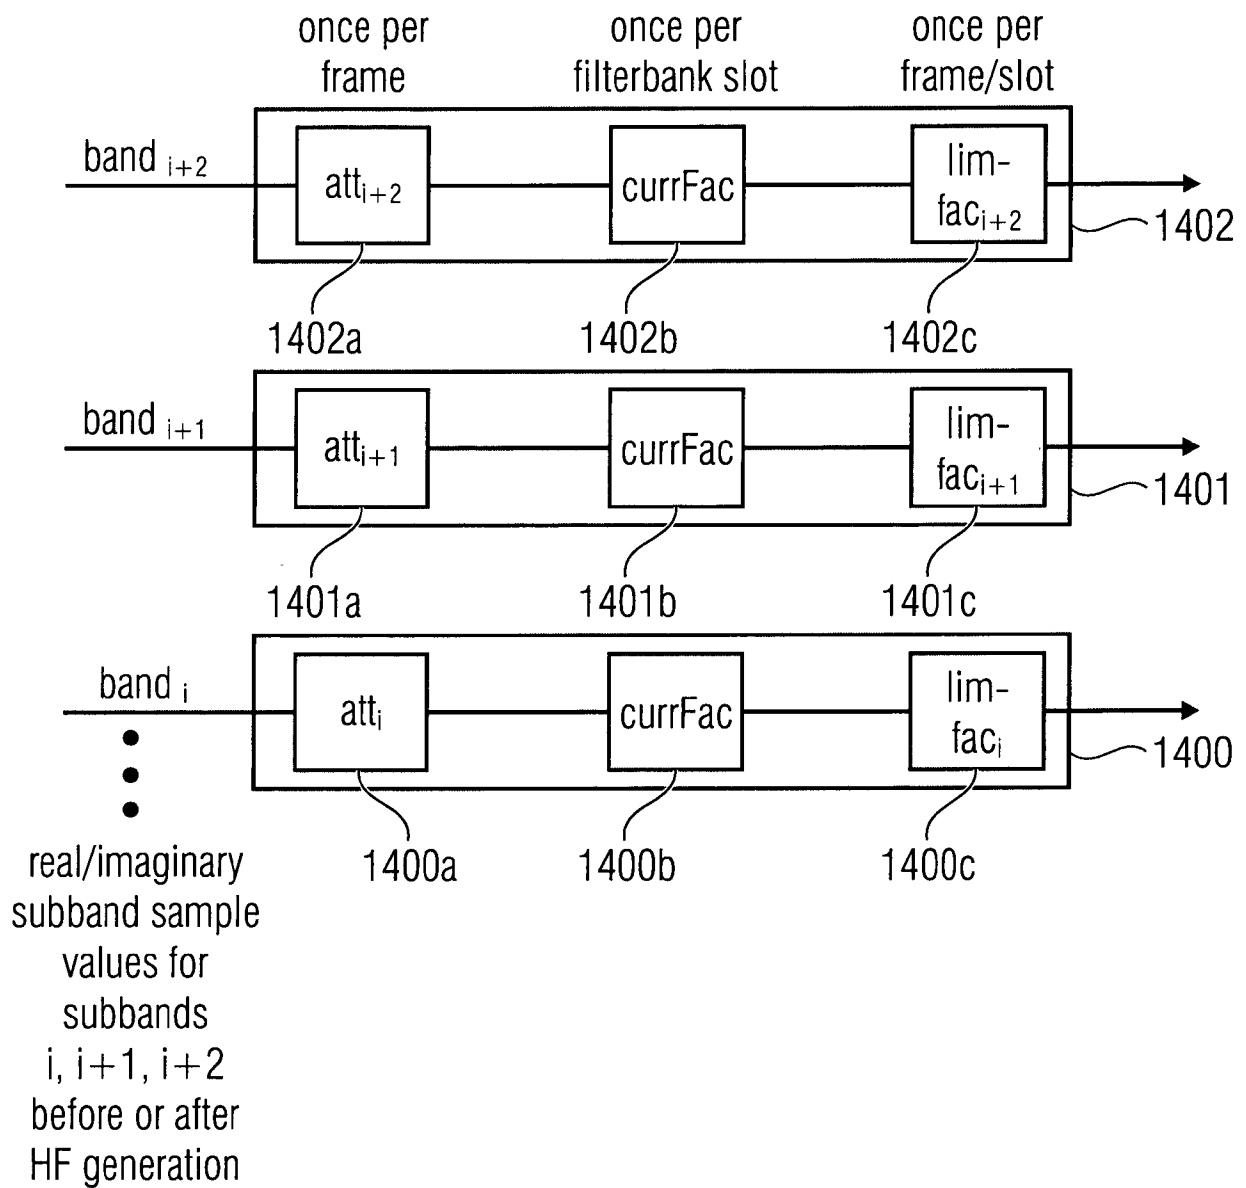 once per
frame
once per
filterbank slot
once per
frame/slot
band i+2
att i+2
currFac
lim-
fac i+2
1402
1402a
1402b
1402c
band i+1
att i+1
currFac
lim-
fac i+1
1401
1401a
1401b
1401c
band i
att i
currFac
lim-
fac i
1400
1400a
1400b
1400c
real/imaginary
subband sample
values for
subbands
i, i+1, i+2
before or after
HF generation